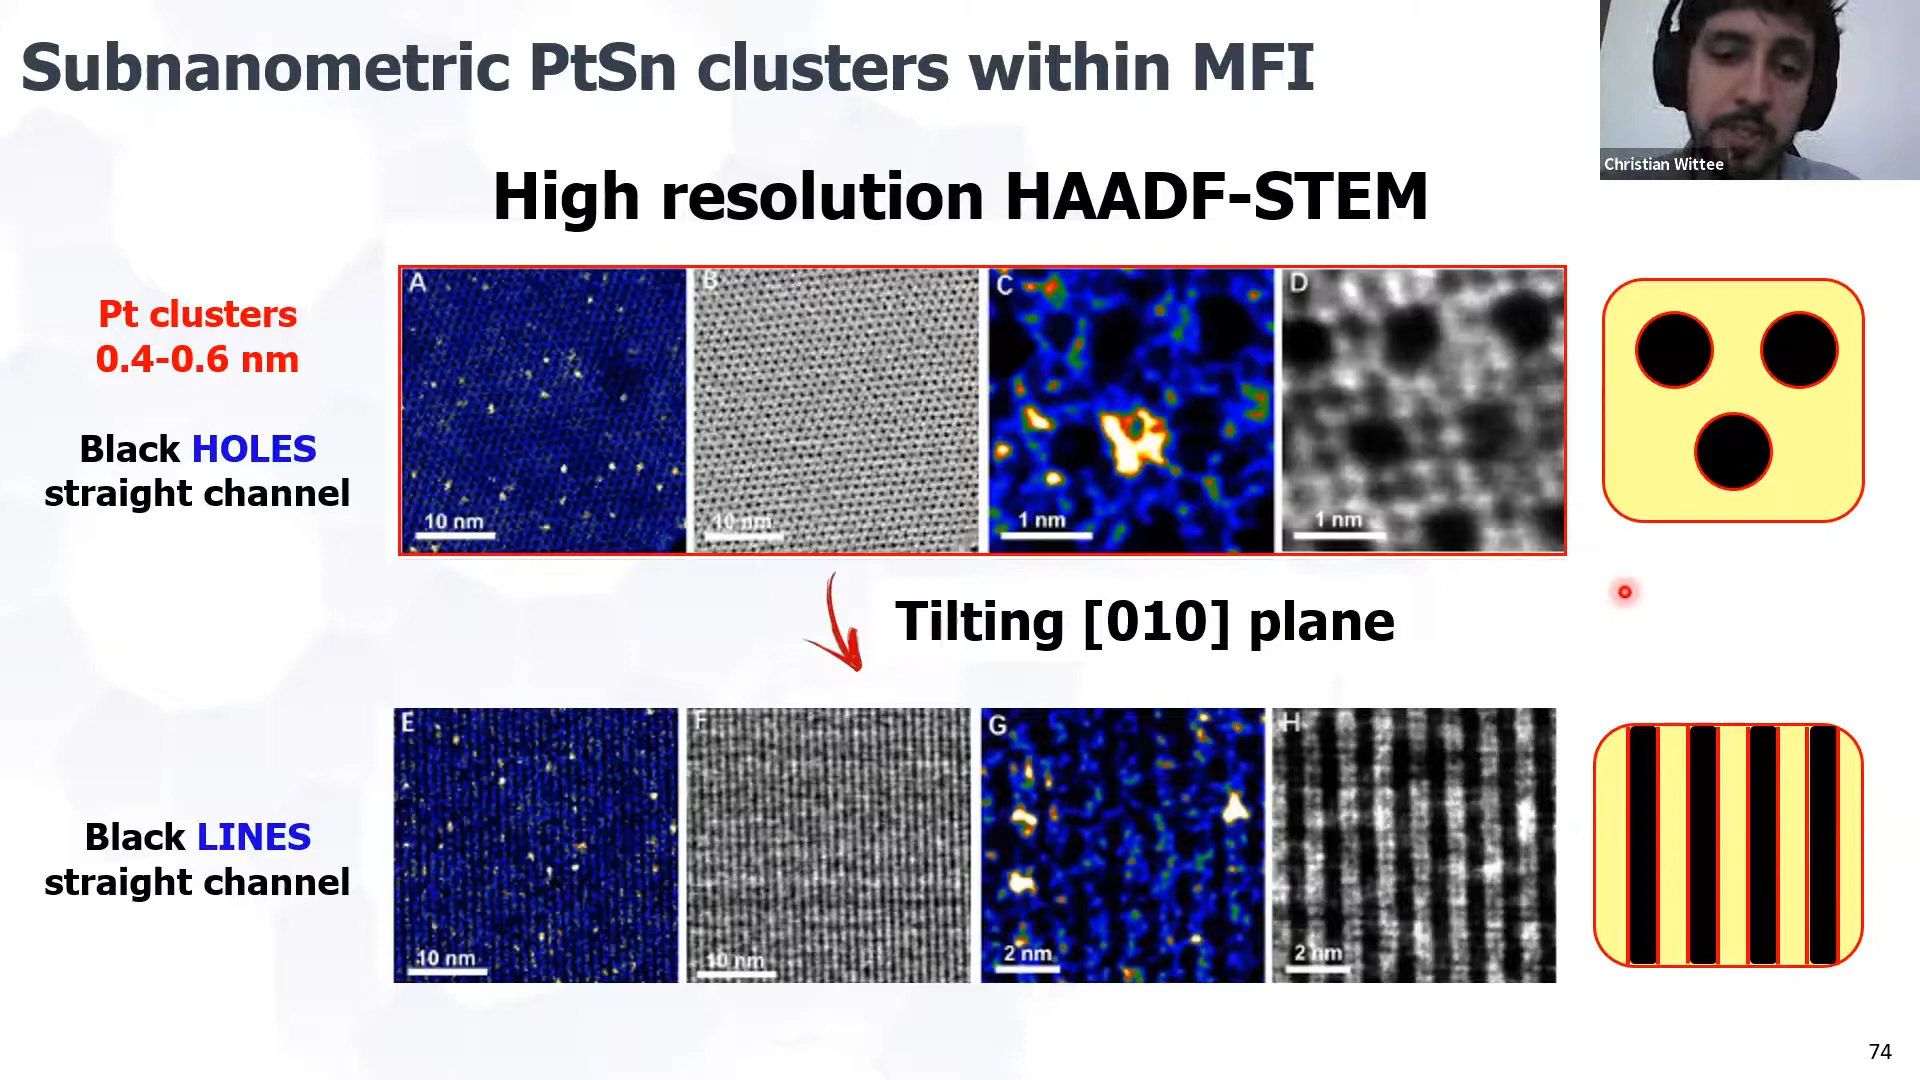 Subnanometric PtSn clusters within MFI
Christian Wittee
High resolution HAADF-STEM
Pt clusters
0.4-0.6 nm
Black HOLES
straight channel
A
B
C
D
10 nm
10 nm
1 nm
1 nm
Tilting [010] plane
Black LINES
straight channel
E
F
G
H
10 nm
10 nm
2 nm
2 nm
74